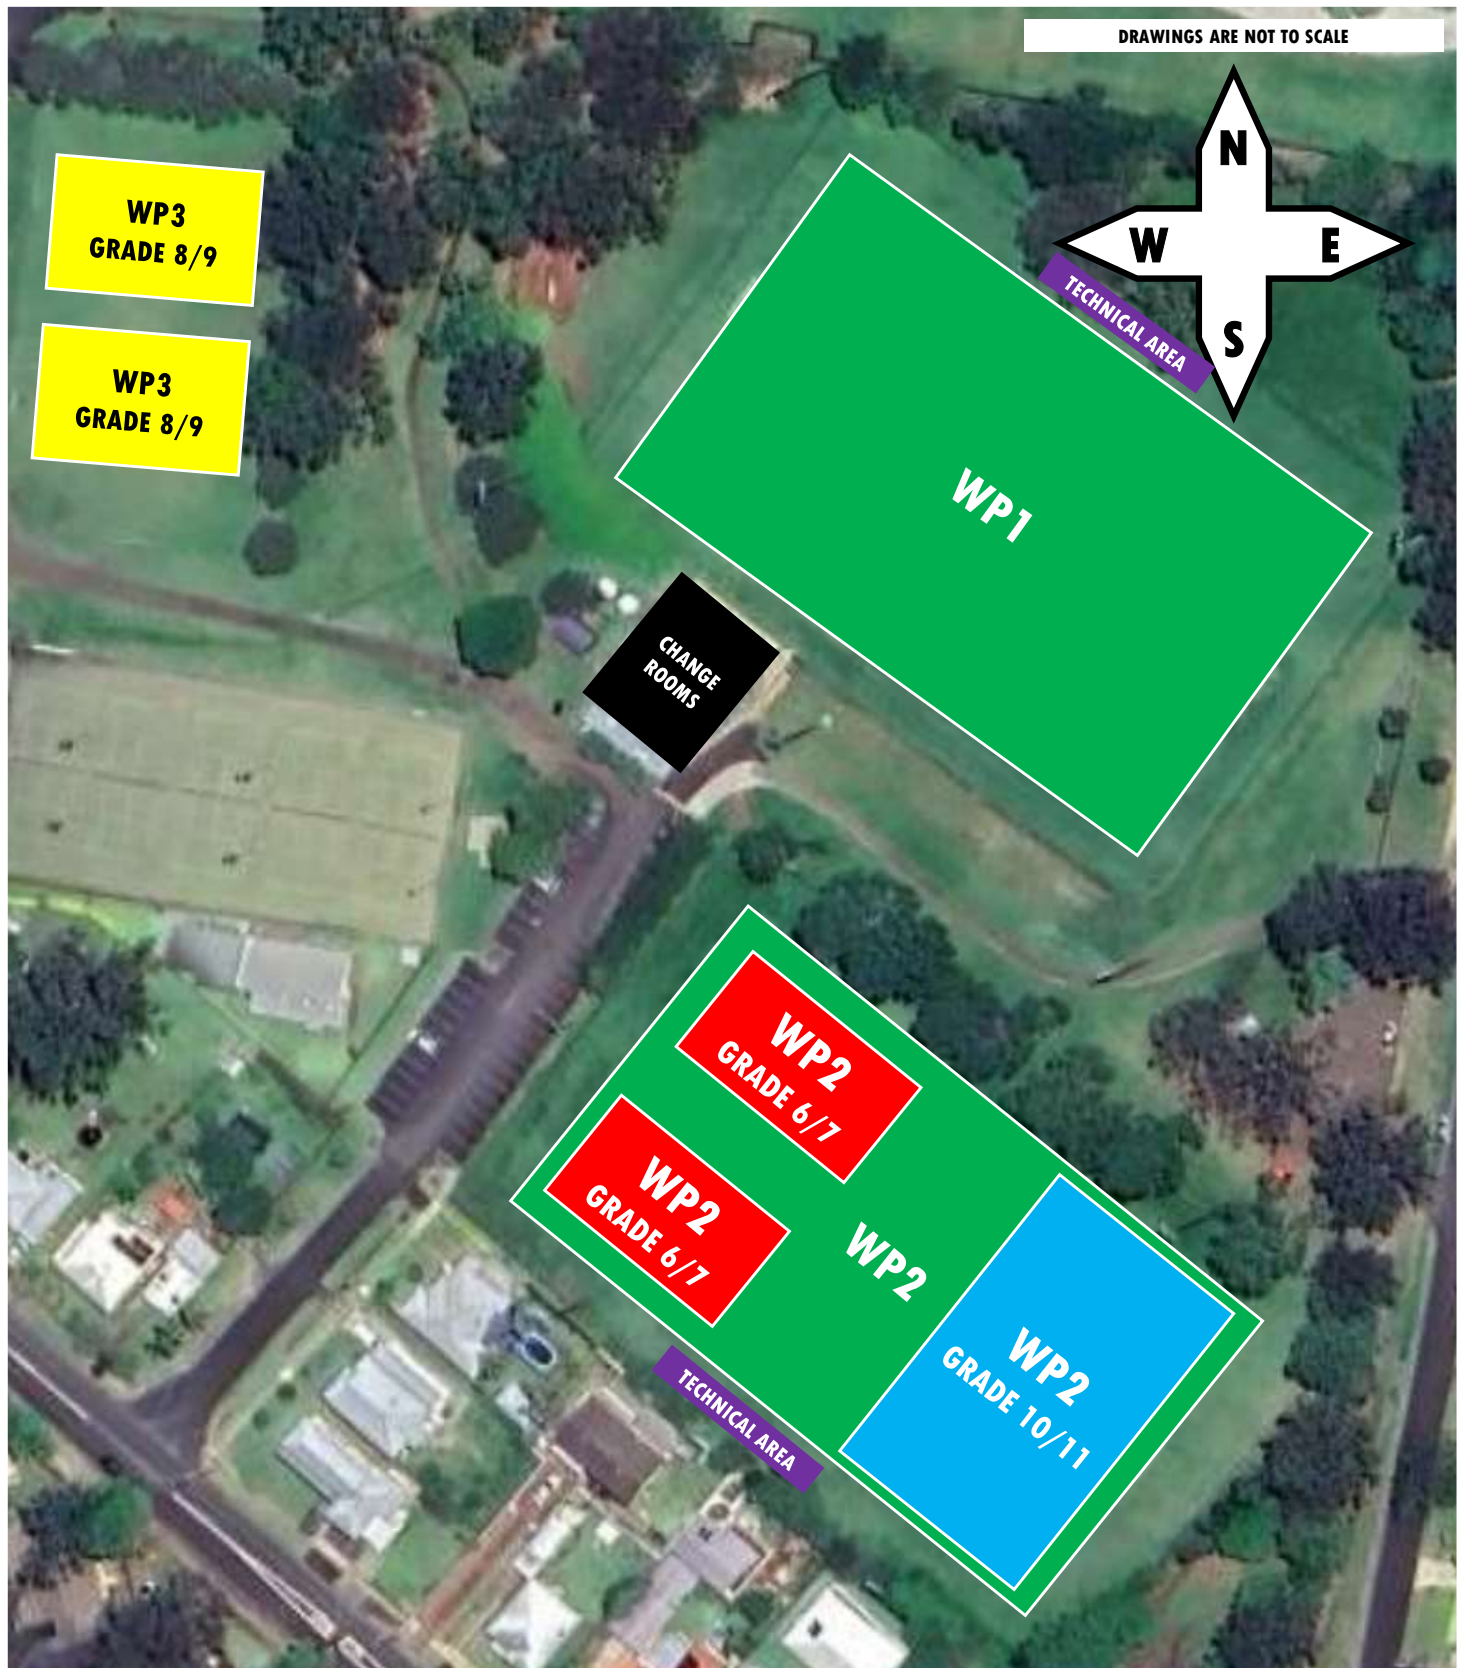 DRAWINGS ARE NOT TO SCALE
N
W
E
S
WP3
GRADE 8/9
WP3
GRADE 8/9
TECHNICAL AREA
WP1
CHANGE
ROOMS
WP2
GRADE 6/7
WP2
GRADE 6/7
WP2
WP2
GRADE 10/11
TECHNICAL AREA